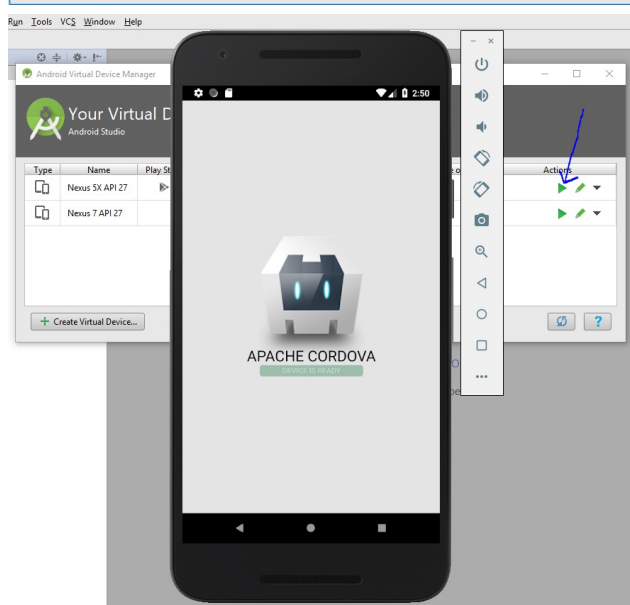 Run Tools VCS Window Help
Android Virtual Device Manager
2:50
Your Virtual D
Android Studio
Type Name Play St Actions
Nexus 5X API 27
Nexus 7 API 27
Create Virtual Device...
?
APACHE CORDOVA
DEVICE IS READY